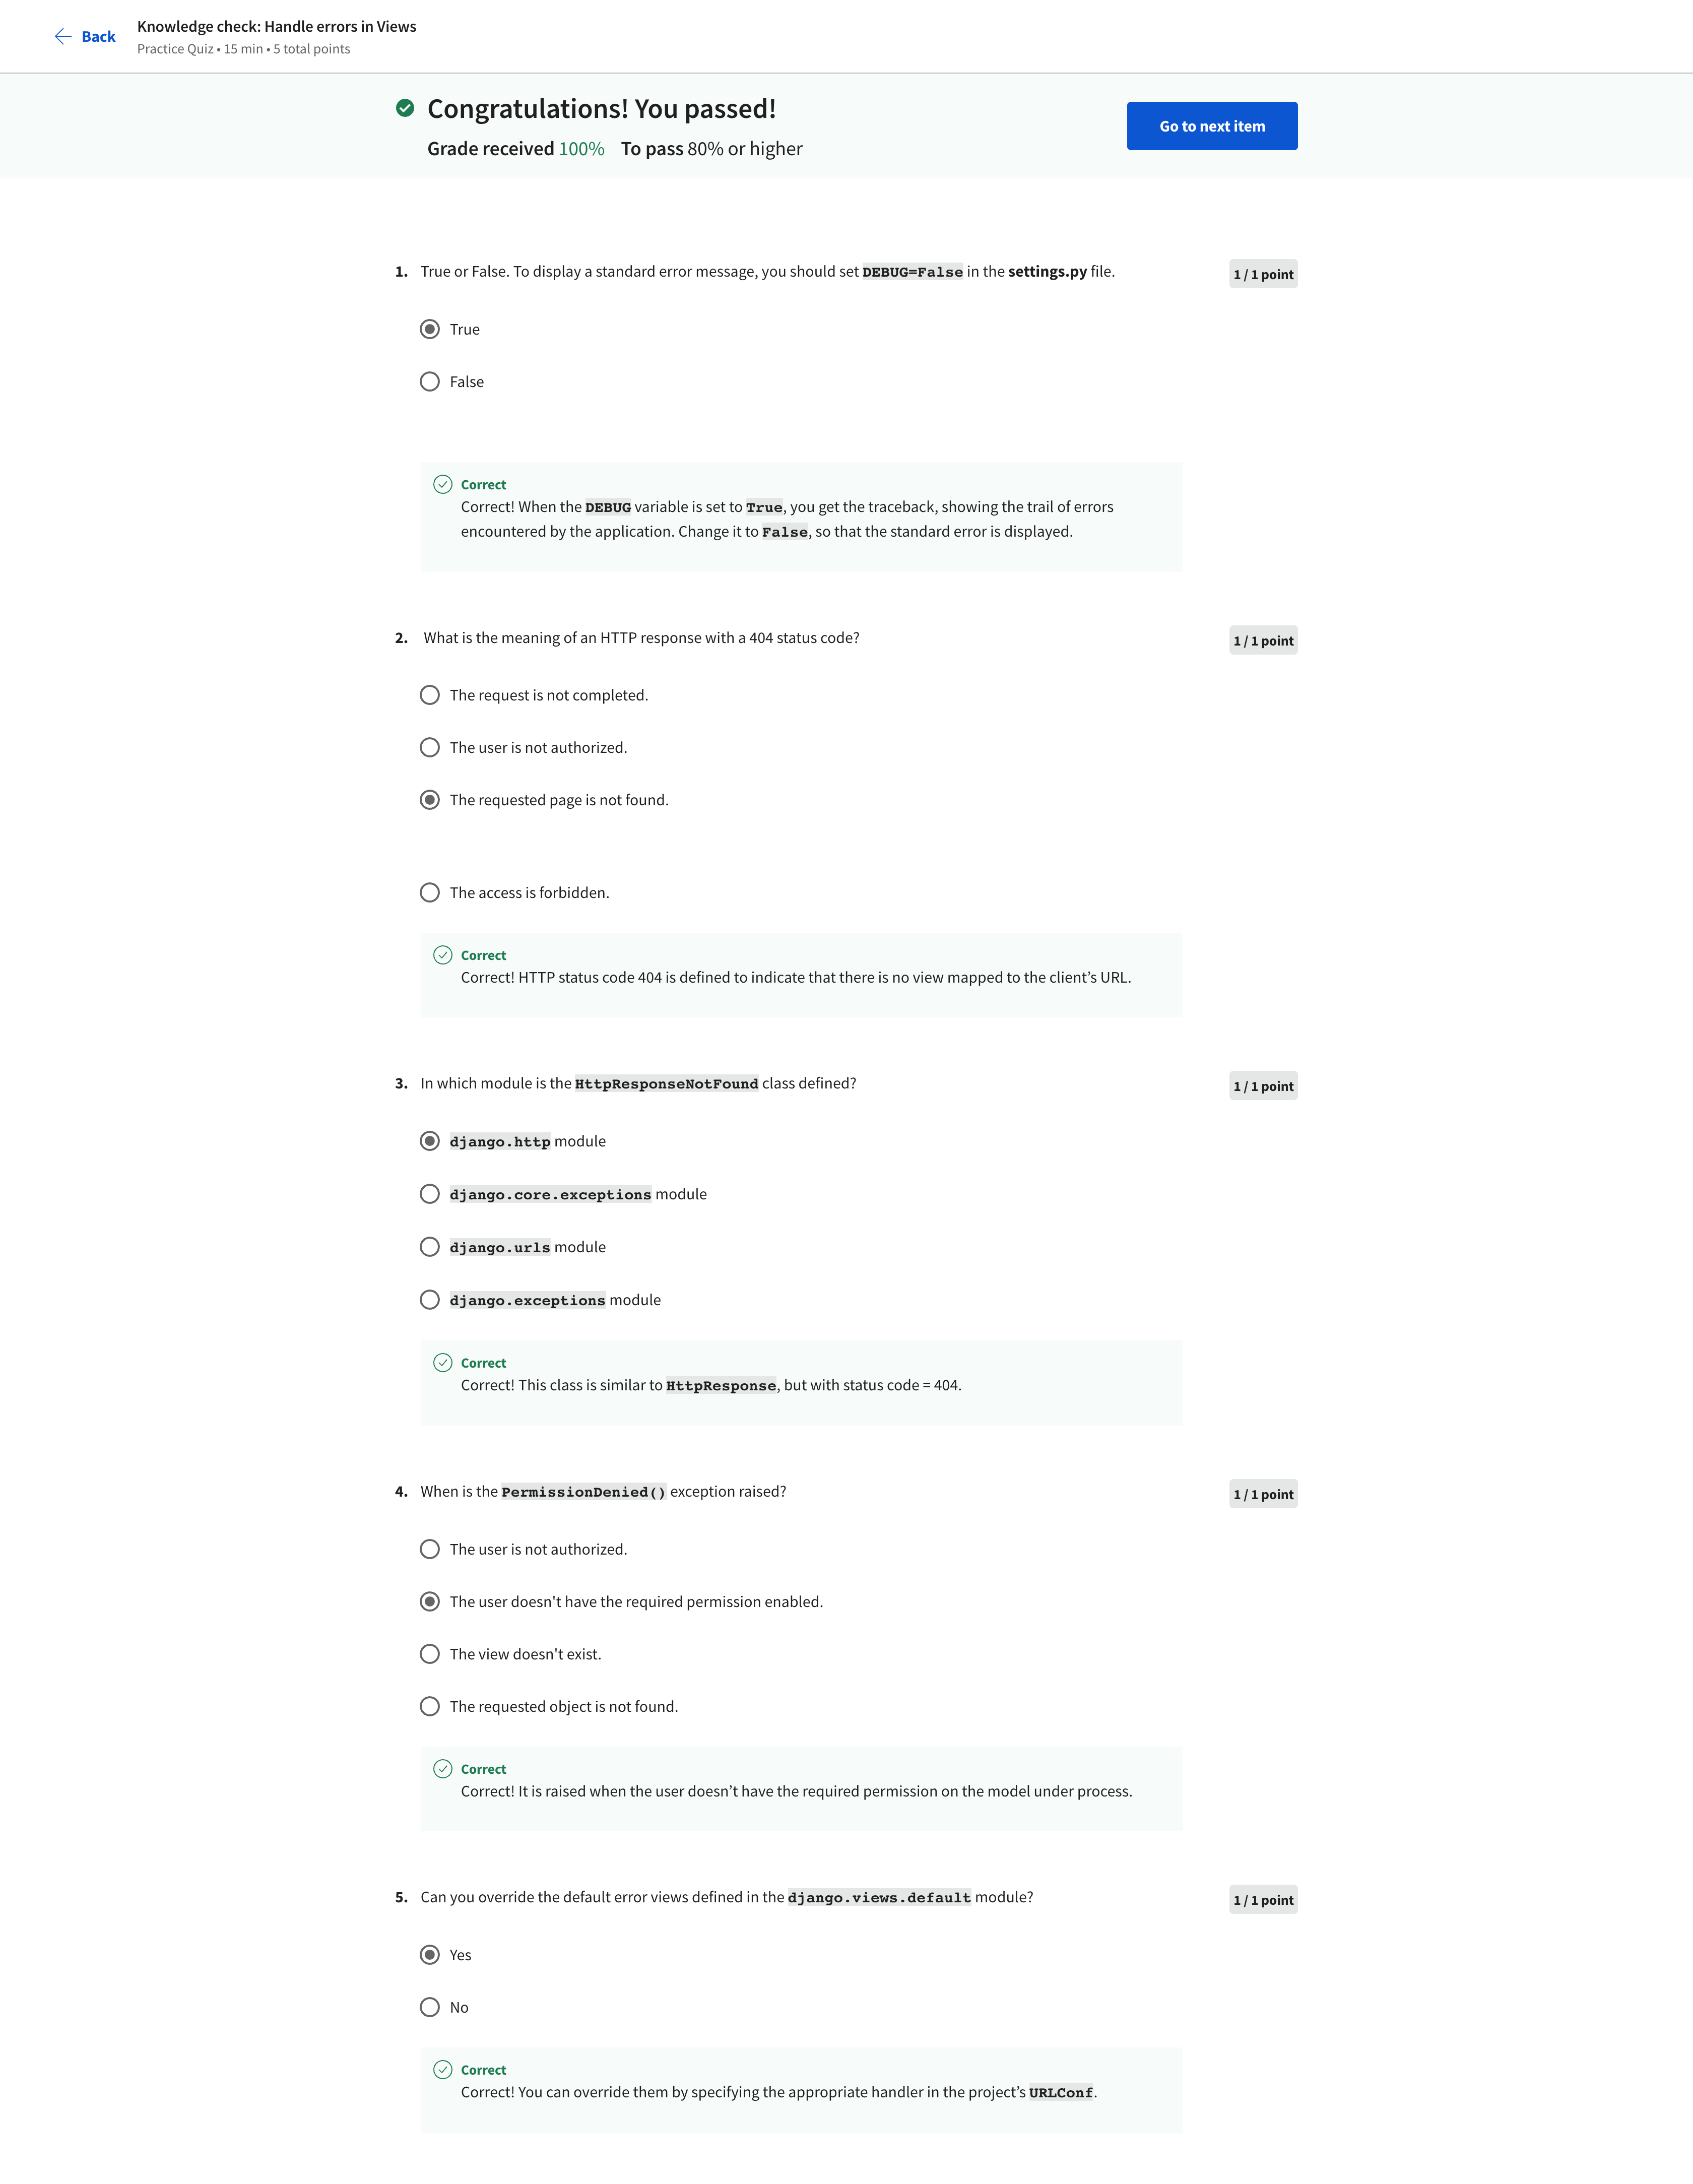 Back
Knowledge check: Handle errors in Views
Practice Quiz • 15 min • 5 total points
Congratulations! You passed!
Grade received 100% To pass 80% or higher
Go to next item
1. True or False. To display a standard error message, you should set DEBUG=False in the settings.py file.
1 / 1 point
True
False
Correct
Correct! When the DEBUG variable is set to True, you get the traceback, showing the trail of errors
encountered by the application. Change it to False, so that the standard error is displayed.
2. What is the meaning of an HTTP response with a 404 status code?
1 / 1 point
The request is not completed.
The user is not authorized.
The requested page is not found.
The access is forbidden.
Correct
Correct! HTTP status code 404 is defined to indicate that there is no view mapped to the client’s URL.
3. In which module is the HttpResponseNotFound class defined?
1 / 1 point
django.http module
django.core.exceptions module
django.urls module
django.exceptions module
Correct
Correct! This class is similar to HttpResponse, but with status code = 404.
4. When is the PermissionDenied() exception raised?
1 / 1 point
The user is not authorized.
The user doesn't have the required permission enabled.
The view doesn't exist.
The requested object is not found.
Correct
Correct! It is raised when the user doesn’t have the required permission on the model under process.
5. Can you override the default error views defined in the django.views.default module?
1 / 1 point
Yes
No
Correct
Correct! You can override them by specifying the appropriate handler in the project’s URLConf.